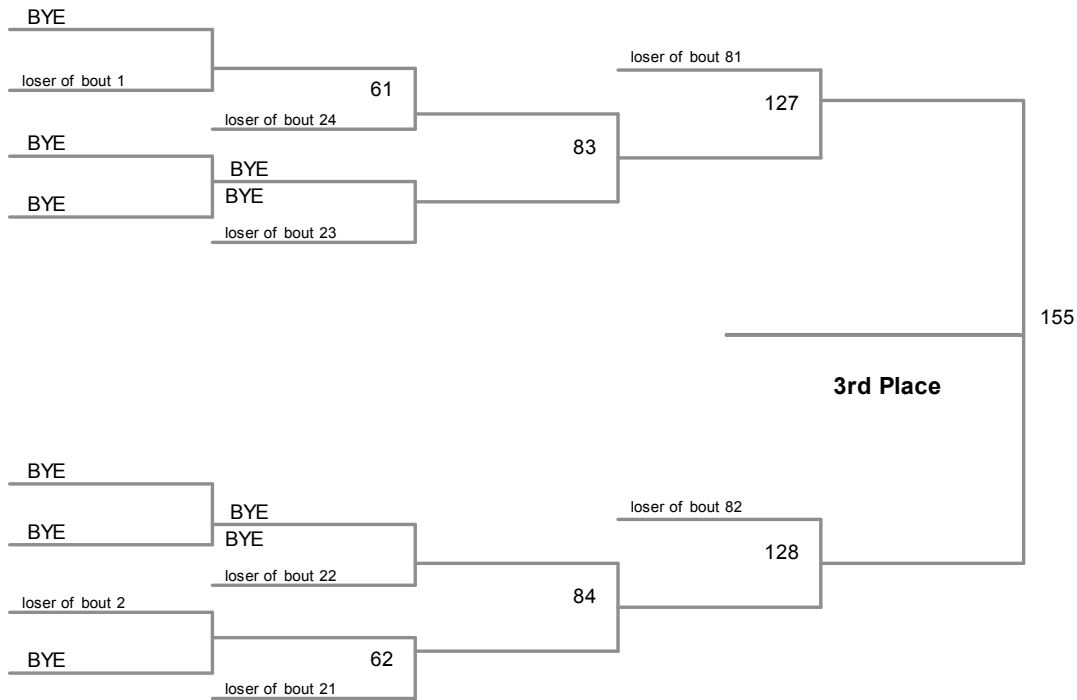 BYE
loser of bout 81
loser of bout 1
61
127
loser of bout 24
BYE
83
BYE
BYE
BYE
loser of bout 23
155
3rd Place
BYE
loser of bout 82
BYE
BYE
BYE
128
loser of bout 22
84
loser of bout 2
BYE
62
loser of bout 21